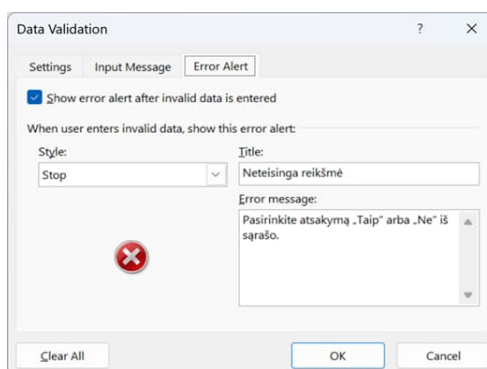 Data Validation ? ×
Settings Input Message Error Alert
Show error alert after invalid data is entered
When user enters invalid data, show this error alert:
Style: Title:
Stop Neteisinga reikšmė
Error message:
Pasirinkite atsakymą „Taip“ arba „Ne“ iš
sąrašo.
Clear All OK Cancel